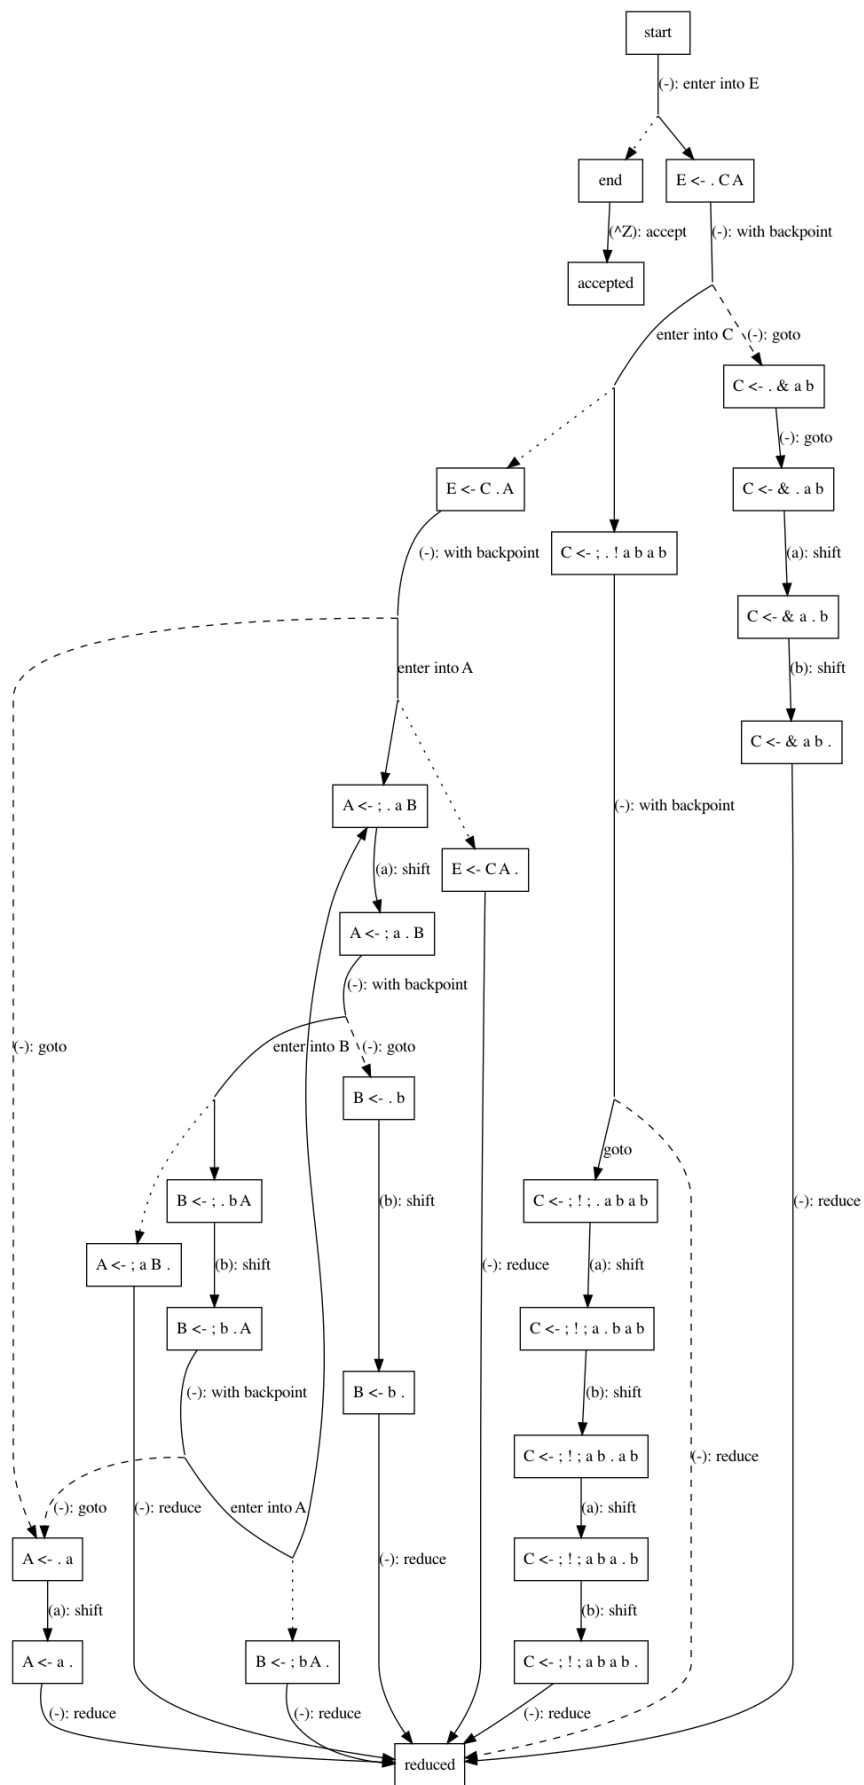 start
(-): enter into E
end
E <- . C A
(^Z): accept
(-): with backpoint
accepted
enter into C
(-): goto
C <- . & a b
(-): goto
E <- C . A
C <- & . a b
(-): with backpoint
C <- ; . ! a b a b
(a): shift
C <- & a . b
enter into A
(b): shift
C <- & a b .
A <- ; . a B
(-): with backpoint
(a): shift
E <- C A .
A <- ; a . B
(-): with backpoint
(-): goto
enter into B
(-): goto
B <- . b
goto
B <- ; . b A
(b): shift
C <- ; ! ; . a b a b
(-): reduce
A <- ; a B .
(b): shift
(-): reduce
(a): shift
B <- ; b . A
C <- ; ! ; a . b a b
(-): with backpoint
B <- b .
(b): shift
C <- ; ! ; a b . a b
(-): reduce
(-): goto
(-): reduce
enter into A
(a): shift
A <- . a
(-): reduce
C <- ; ! ; a b a . b
(a): shift
(b): shift
A <- a .
B <- ; b A .
C <- ; ! ; a b a b .
(-): reduce
(-): reduce
(-): reduce
reduced